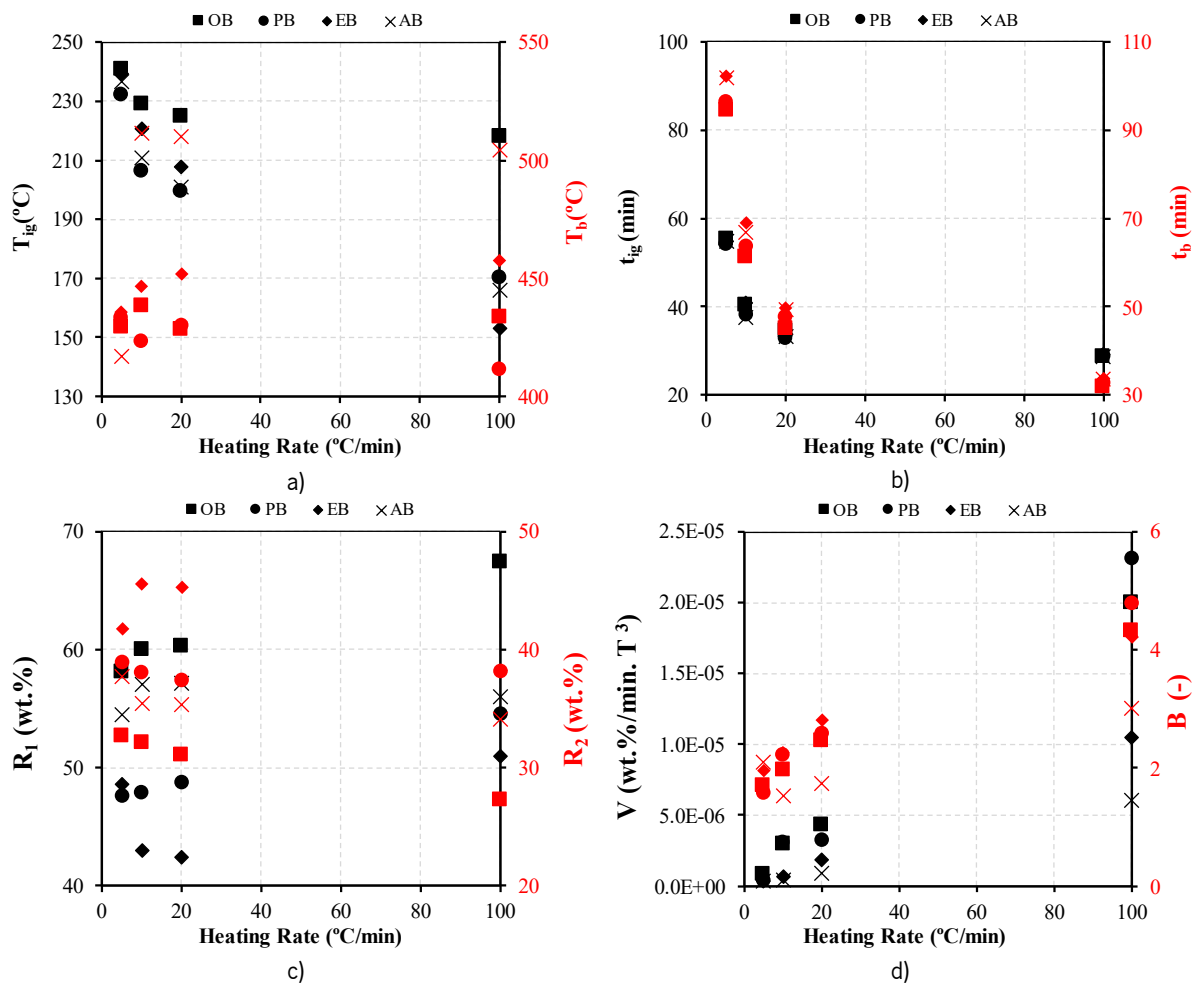 OB PB EB AB
250
230
210
190
170
150
130
T_ig(ºC)
550
500
450
400
T_b(ºC)
0 20 40 60 80 100
Heating Rate (ºC/min)
a)
100
80
60
40
20
t_ig (min)
110
90
70
50
30
t_b (min)
0 20 40 60 80 100
Heating Rate (ºC/min)
b)
OB PB EB AB
70
60
50
40
R_1 (wt.%)
50
40
30
20
R_2 (wt.%)
0 20 40 60 80 100
Heating Rate (ºC/min)
c)
OB PB EB AB
2.5E-05
2.0E-05
1.5E-05
1.0E-05
5.0E-06
0.0E+00
V (wt.%/min. T ³)
6
4
2
0
B (-)
0 20 40 60 80 100
Heating Rate (ºC/min)
d)